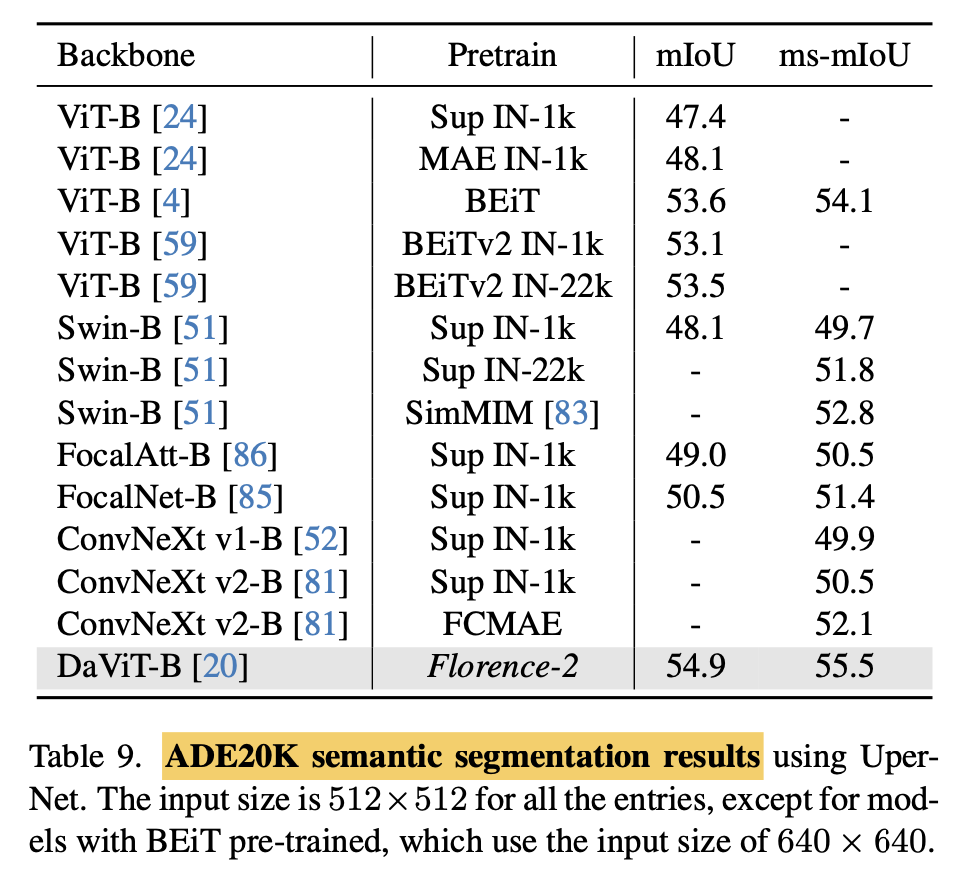 Backbone Pretrain mIoU ms-mIoU
ViT-B [24] Sup IN-1k 47.4 -
ViT-B [24] MAE IN-1k 48.1 -
ViT-B [4] BEiT 53.6 54.1
ViT-B [59] BEiTv2 IN-1k 53.1 -
ViT-B [59] BEiTv2 IN-22k 53.5 -
Swin-B [51] Sup IN-1k 48.1 49.7
Swin-B [51] Sup IN-22k - 51.8
Swin-B [51] SimMIM [83] - 52.8
FocalAtt-B [86] Sup IN-1k 49.0 50.5
FocalNet-B [85] Sup IN-1k 50.5 51.4
ConvNeXt v1-B [52] Sup IN-1k - 49.9
ConvNeXt v2-B [81] Sup IN-1k - 50.5
ConvNeXt v2-B [81] FCMAE - 52.1
DaViT-B [20] Florence-2 54.9 55.5
Table 9. ADE20K semantic segmentation results using Uper-
Net. The input size is 512×512 for all the entries, except for mod-
els with BEiT pre-trained, which use the input size of 640 × 640.